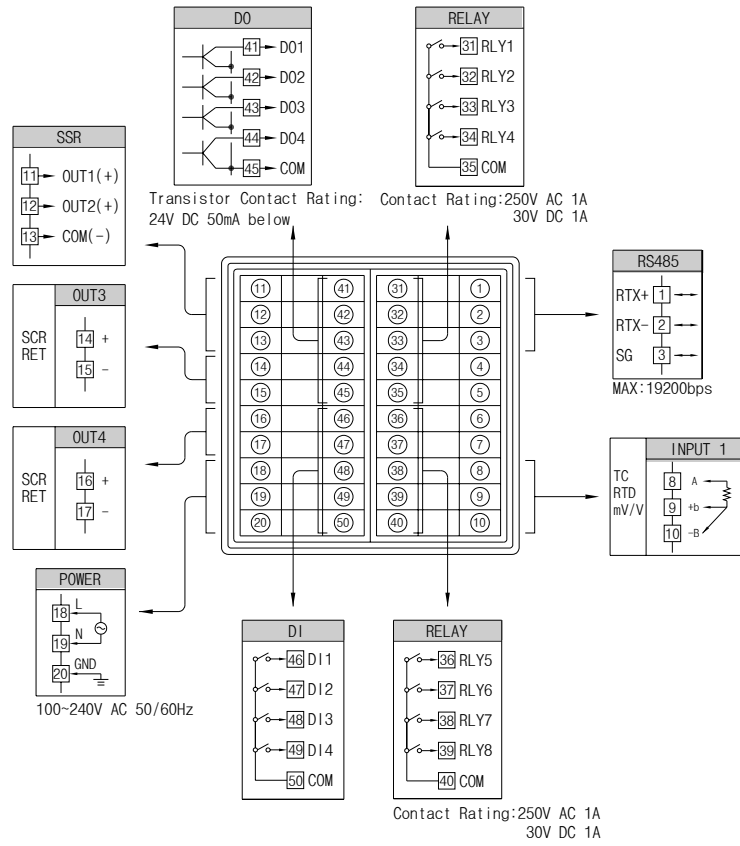 DO
41 DO1
42 DO2
43 DO3
44 DO4
45 COM
Transistor Contact Rating:
24V DC 50mA below
RELAY
31 RLY1
32 RLY2
33 RLY3
34 RLY4
35 COM
Contact Rating:250V AC 1A
30V DC 1A
SSR
11 OUT1(+)
12 OUT2(+)
13 COM(-)
OUT3
SCR
RET
14 +
15 -
OUT4
SCR
RET
16 +
17 -
POWER
18 L
19 N
20 GND
100~240V AC 50/60Hz
11 41 31 1
12 42 32 2
13 43 33 3
14 44 34 4
15 45 35 5
16 46 36 6
17 47 37 7
18 48 38 8
19 49 39 9
20 50 40 10
RS485
RTX+ 1
RTX- 2
SG 3
MAX:19200bps
INPUT 1
TC
RTD
mV/V
8 A
9 +b
10 -B
DI
46 DI1
47 DI2
48 DI3
49 DI4
50 COM
RELAY
36 RLY5
37 RLY6
38 RLY7
39 RLY8
40 COM
Contact Rating:250V AC 1A
30V DC 1A